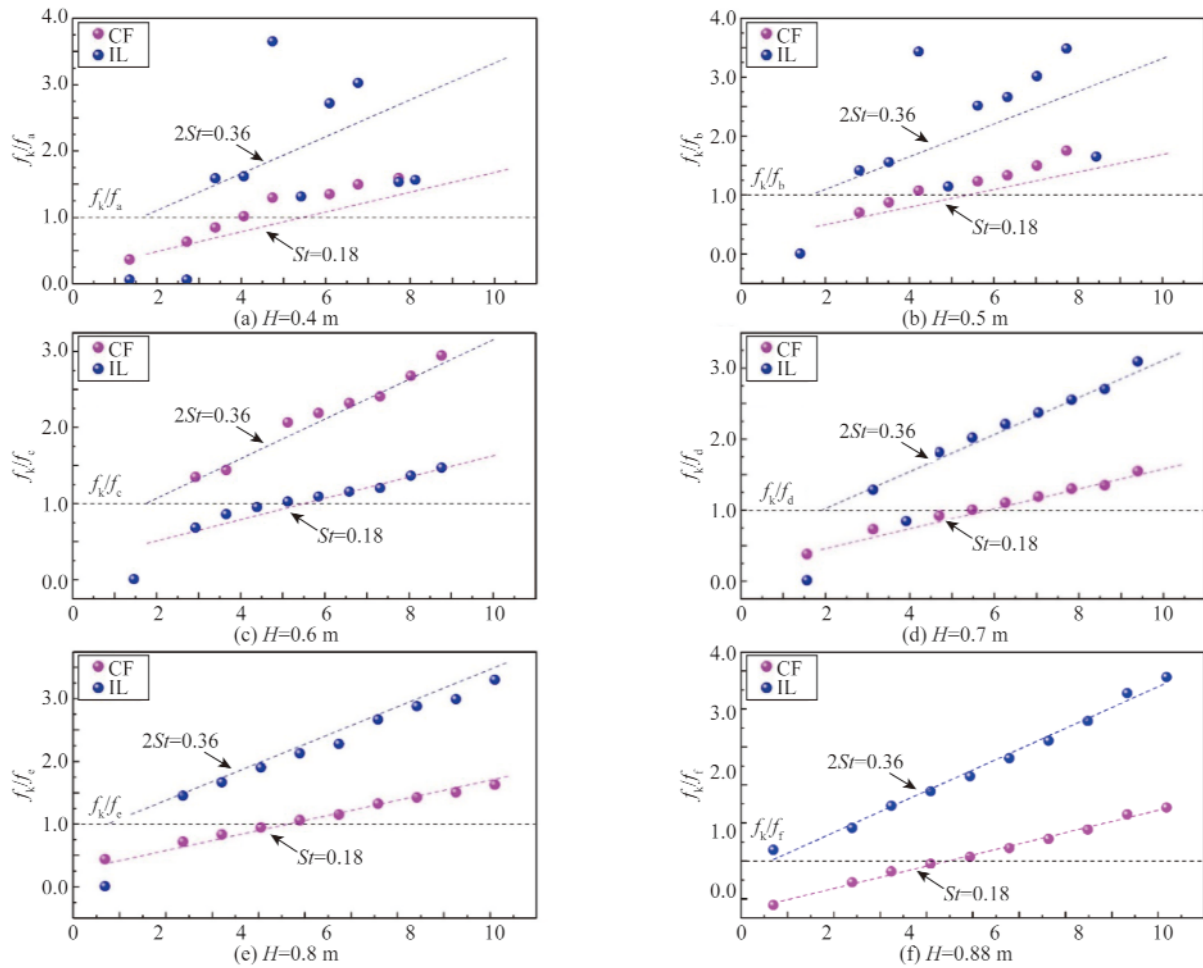 4.0
3.0
2.0
1.0
0.0
fk/fa
CF
IL
2St=0.36
fk/fa
St=0.18
0 2 4 6 8 10
(a) H=0.4 m
4.0
3.0
2.0
1.0
0.0
fk/fb
CF
IL
2St=0.36
fk/fb
St=0.18
0 2 4 6 8 10
(b) H=0.5 m
3.0
2.0
1.0
0.0
fk/fc
CF
IL
2St=0.36
fk/fc
St=0.18
0 2 4 6 8 10
(c) H=0.6 m
3.0
2.0
1.0
0.0
fk/fd
CF
IL
2St=0.36
fk/fd
St=0.18
0 2 4 6 8 10
(d) H=0.7 m
3.0
2.0
1.0
0.0
fk/fe
CF
IL
2St=0.36
fk/fe
St=0.18
0 2 4 6 8 10
(e) H=0.8 m
4.0
3.0
2.0
1.0
0.0
fk/ff
CF
IL
2St=0.36
fk/ff
St=0.18
0 2 4 6 8 10
(f) H=0.88 m